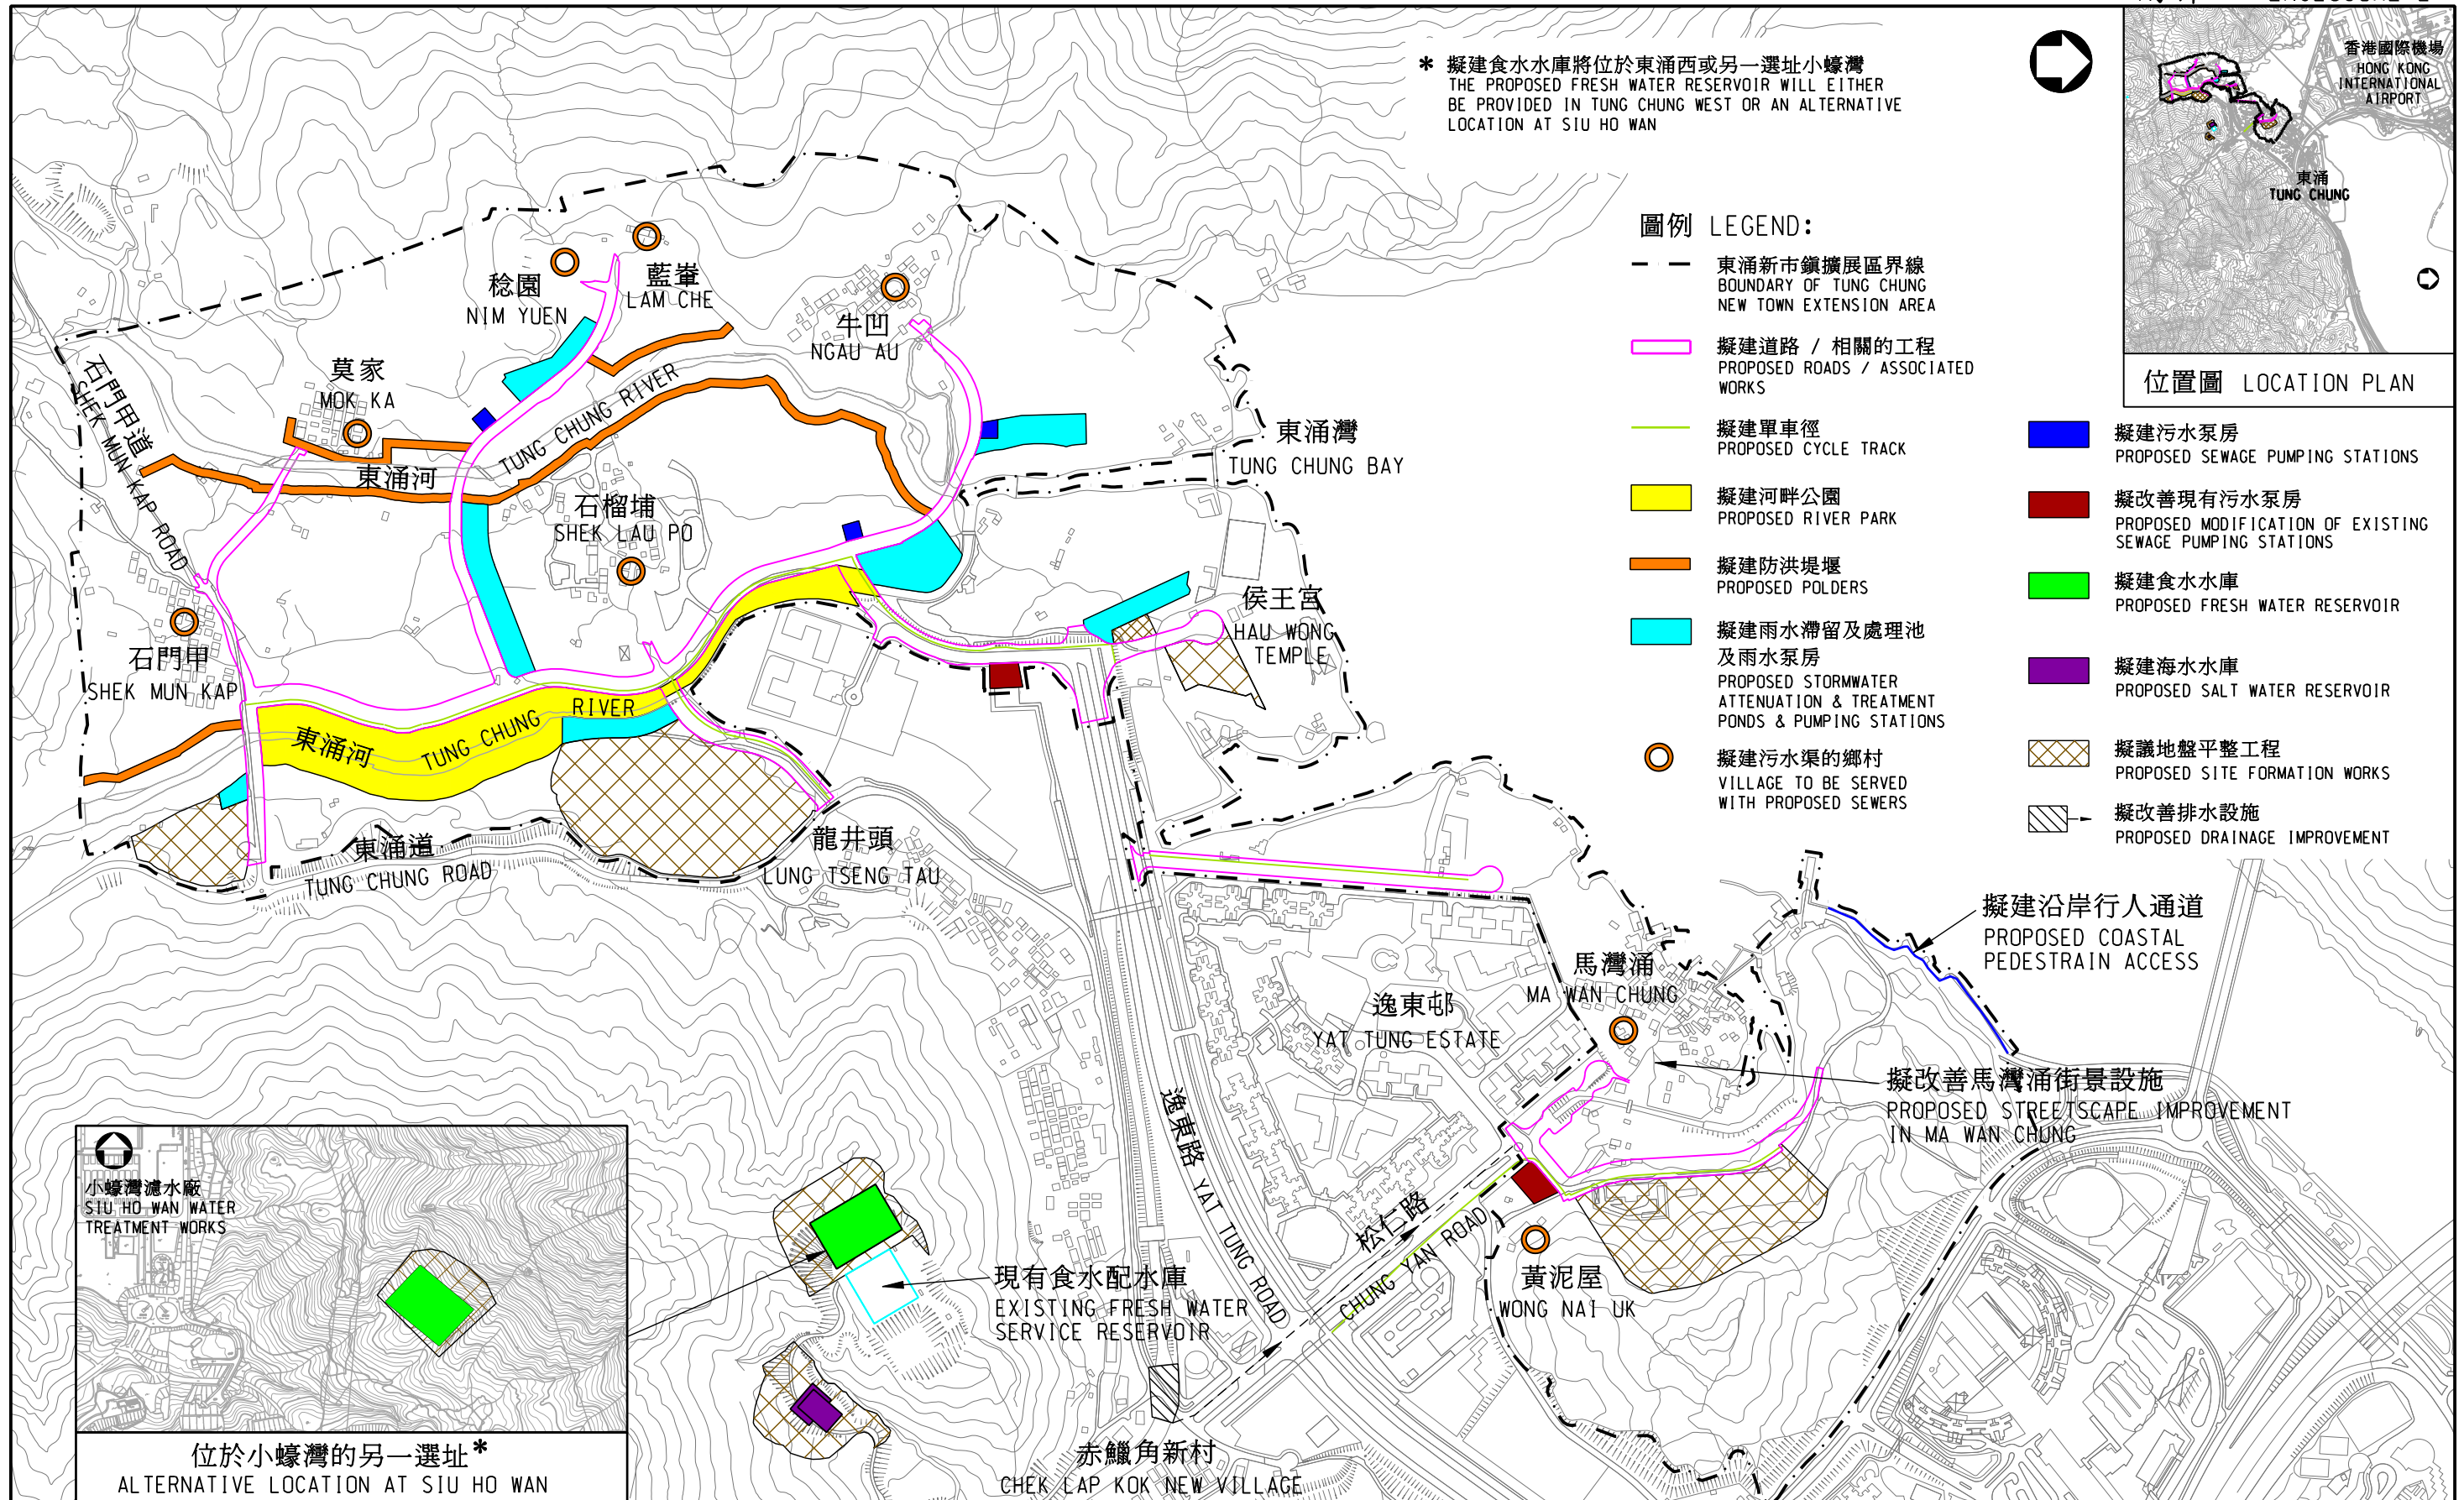 * 擬建食水水庫將位於東涌西或另一選址小蠔灣
THE PROPOSED FRESH WATER RESERVOIR WILL EITHER
BE PROVIDED IN TUNG CHUNG WEST OR AN ALTERNATIVE
LOCATION AT SIU HO WAN
香港國際機場
HONG KONG
INTERNATIONAL
AIRPORT
東涌
TUNG CHUNG
位置圖 LOCATION PLAN
圖例 LEGEND:
東涌新市鎮擴展區界線
BOUNDARY OF TUNG CHUNG
NEW TOWN EXTENSION AREA
擬建道路 / 相關的工程
PROPOSED ROADS / ASSOCIATED
WORKS
擬建單車徑
PROPOSED CYCLE TRACK
擬建河畔公園
PROPOSED RIVER PARK
擬建防洪堤堰
PROPOSED POLDERS
擬建雨水滯留及處理池
及雨水泵房
PROPOSED STORMWATER
ATTENUATION & TREATMENT
PONDS & PUMPING STATIONS
擬建污水渠的鄉村
VILLAGE TO BE SERVED
WITH PROPOSED SEWERS
擬建污水泵房
PROPOSED SEWAGE PUMPING STATIONS
擬改善現有污水泵房
PROPOSED MODIFICATION OF EXISTING
SEWAGE PUMPING STATIONS
擬建食水水庫
PROPOSED FRESH WATER RESERVOIR
擬建海水水庫
PROPOSED SALT WATER RESERVOIR
擬議地盤平整工程
PROPOSED SITE FORMATION WORKS
擬改善排水設施
PROPOSED DRAINAGE IMPROVEMENT
稔園
NIM YUEN
藍輋
LAM CHE
牛凹
NGAU AU
莫家
MOK KA
石門甲道
SHEK MUN KAP ROAD
東涌河
TUNG CHUNG RIVER
石榴埔
SHEK LAU PO
東涌灣
TUNG CHUNG BAY
侯王宮
HAU WONG
TEMPLE
石門甲
SHEK MUN KAP
東涌河
TUNG CHUNG RIVER
東涌道
TUNG CHUNG ROAD
龍井頭
LUNG TSENG TAU
擬建沿岸行人通道
PROPOSED COASTAL
PEDESTRAIN ACCESS
馬灣涌
MA WAN CHUNG
逸東邨
YAT TUNG ESTATE
擬改善馬灣涌街景設施
PROPOSED STREETSCAPE IMPROVEMENT
IN MA WAN CHUNG
逸東路 YAT TUNG ROAD
松仁路
CHUNG YAN ROAD
黃泥屋
WONG NAI UK
現有食水配水庫
EXISTING FRESH WATER
SERVICE RESERVOIR
赤鱲角新村
CHEK LAP KOK NEW VILLAGE
小蠔灣濾水廠
SIU HO WAN WATER
TREATMENT WORKS
位於小蠔灣的另一選址*
ALTERNATIVE LOCATION AT SIU HO WAN